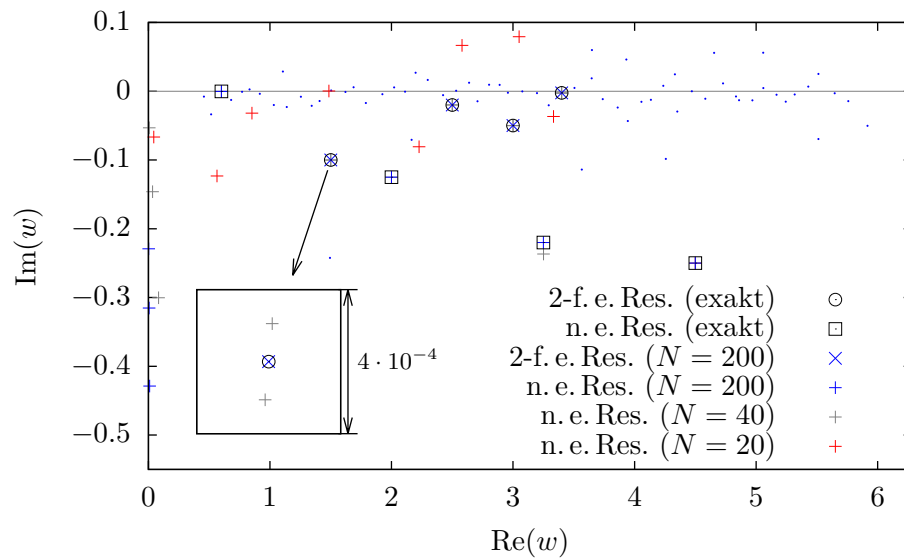 0.1
0
−0.1
−0.2
−0.3
−0.4
−0.5
Im(w)
0 1 2 3 4 5 6
Re(w)
4 · 10⁻⁴
2-f. e. Res. (exakt)
n. e. Res. (exakt)
2-f. e. Res. (N = 200)
n. e. Res. (N = 200)
n. e. Res. (N = 40)
n. e. Res. (N = 20)